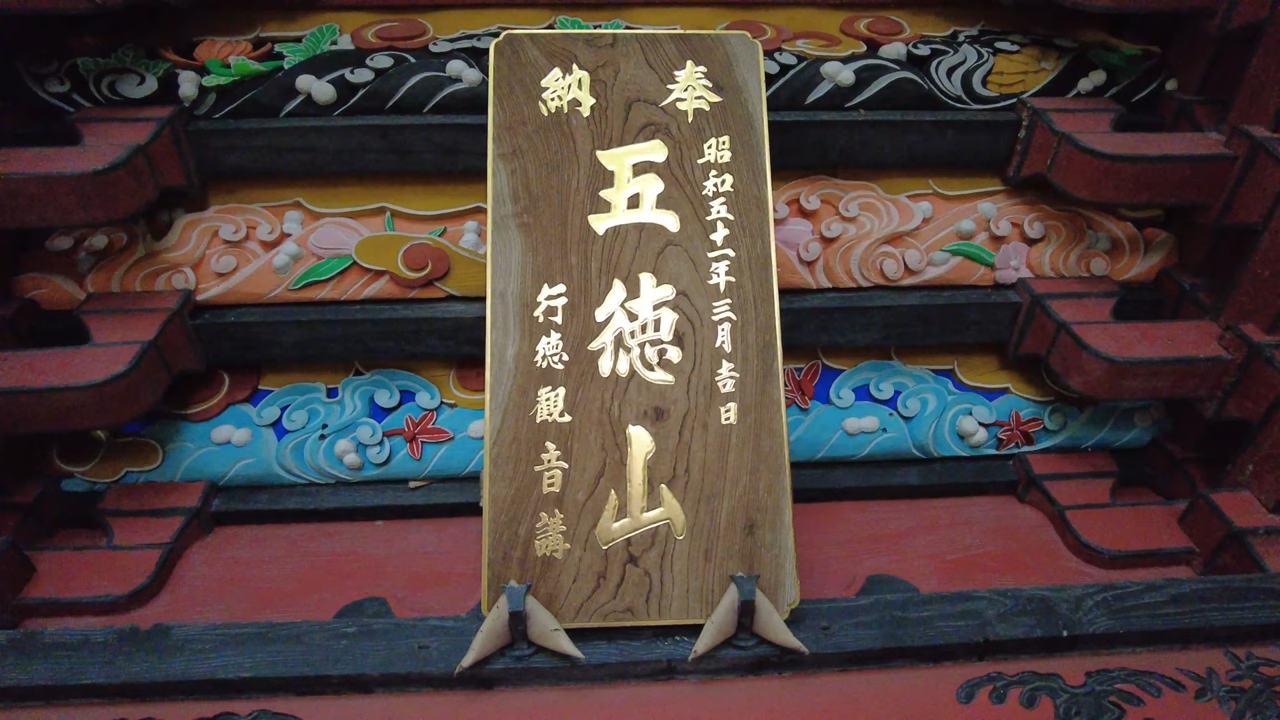 奉納
昭和五十一年三月吉日
五徳山
行徳観音講